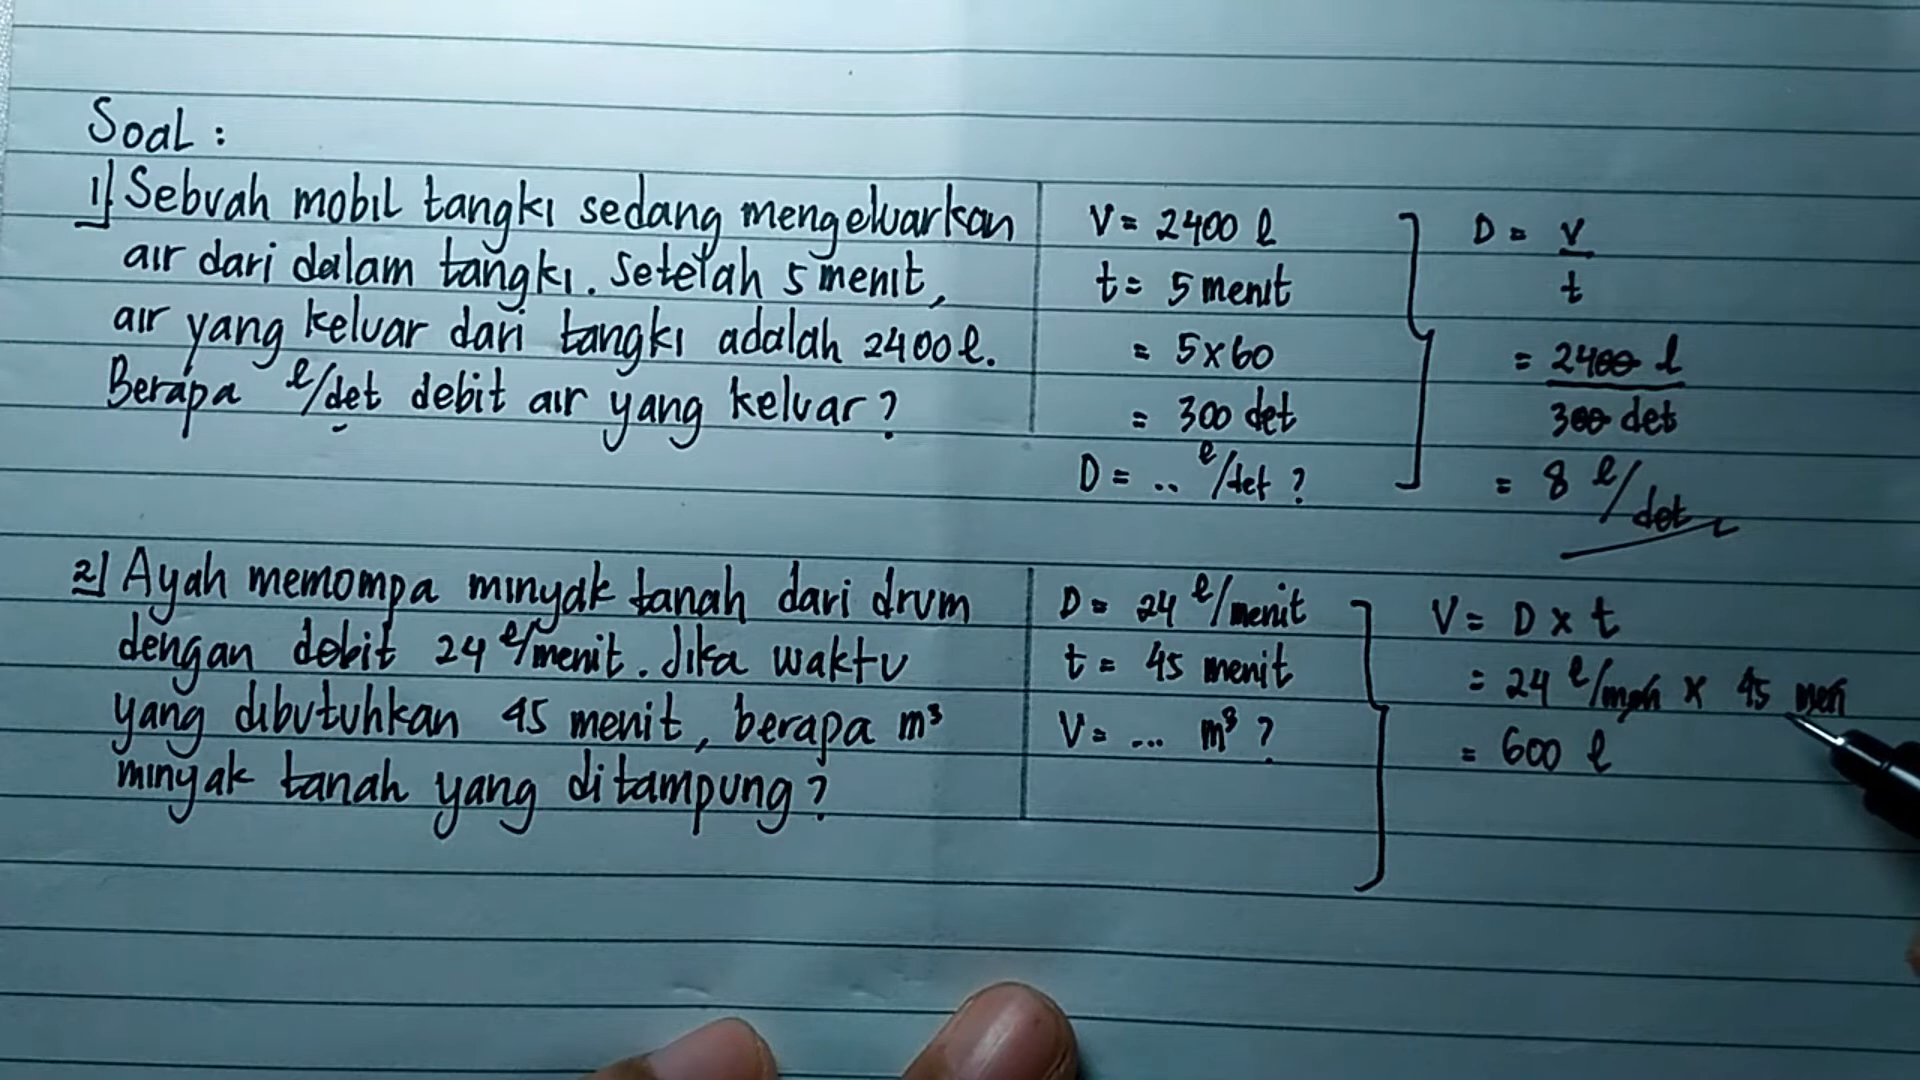 Soal :
1) Sebuah mobil tangki sedang mengeluarkan
air dari dalam tangki. Setelah 5 menit,
air yang keluar dari tangki adalah 2400 l.
Berapa l/det debit air yang keluar?
V = 2400 l
t = 5 menit
= 5 x 60
= 300 det
D = .. l/det ?
D = V
t
= 2400 l
300 det
= 8 l/det
2) Ayah memompa minyak tanah dari drum
dengan debit 24 l/menit. Jika waktu
yang dibutuhkan 45 menit, berapa m³
minyak tanah yang ditampung?
D = 24 l/menit
t = 45 menit
V = ... m³ ?
V = D x t
= 24 l/men x 45 men
= 600 l